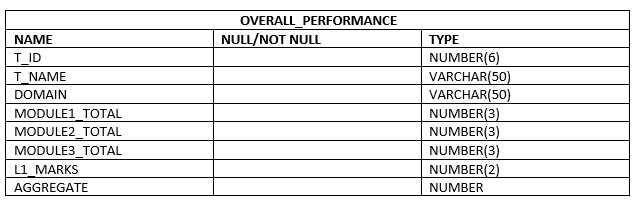 OVERALL_PERFORMANCE
NAME NULL/NOT NULL TYPE
T_ID NUMBER(6)
T_NAME VARCHAR(50)
DOMAIN VARCHAR(50)
MODULE1_TOTAL NUMBER(3)
MODULE2_TOTAL NUMBER(3)
MODULE3_TOTAL NUMBER(3)
L1_MARKS NUMBER(2)
AGGREGATE NUMBER